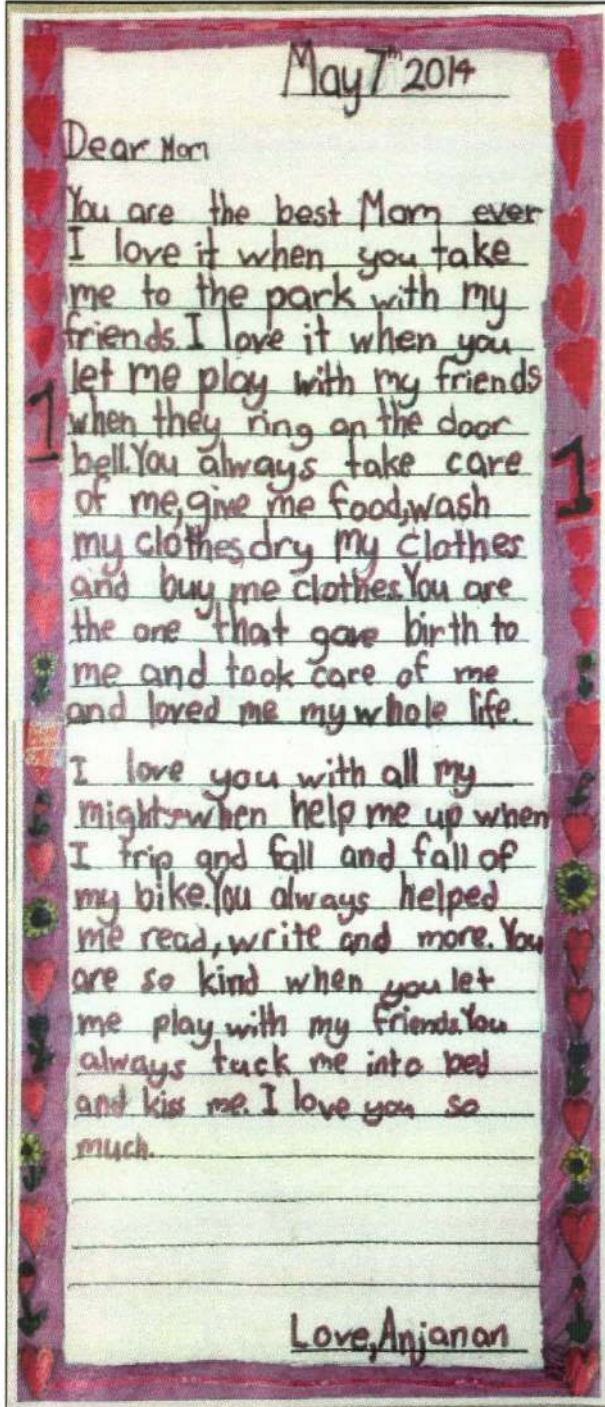 May 7th 2014
Dear Mom
You are the best Mom ever
I love it when you take
me to the park with my
friends. I love it when you
let me play with my friends
when they ring on the door
bell. You always take care
of me, give me food, wash
my clothes, dry my clothes
and buy me clothes. You are
the one that gave birth to
me and took care of me
and loved me my whole life.
I love you with all my
might when help me up when
I trip and fall and fall of
my bike. You always helped
me read, write and more. You
are so kind when you let
me play with my friends. You
always tuck me into bed
and kiss me. I love you so
much.
Love, Anjanan
1
1